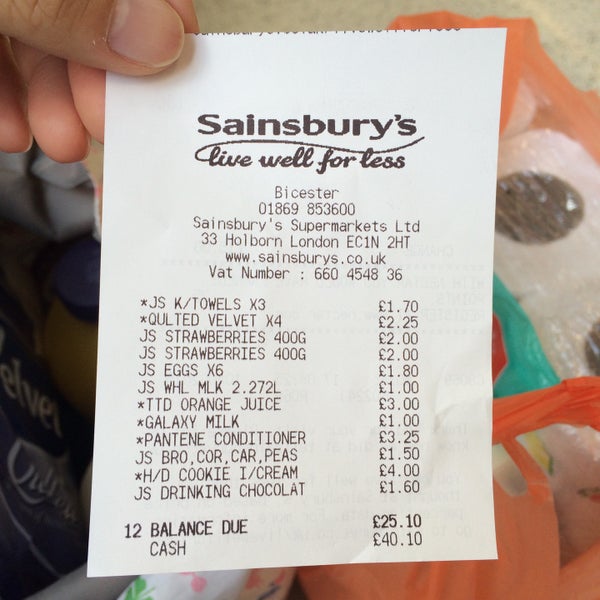 Sainsbury's
live well for less
Bicester
01869 853600
Sainsbury's Supermarkets Ltd
33 Holborn London EC1N 2HT
www.sainsburys.co.uk
Vat Number : 660 4548 36
*JS K/TOWELS X3 £1.70
*QULTED VELVET X4 £2.25
JS STRAWBERRIES 400G £2.00
JS STRAWBERRIES 400G £2.00
JS EGGS X6 £1.80
JS WHL MLK 2.272L £1.00
*TTD ORANGE JUICE £3.00
*GALAXY MILK £1.00
*PANTENE CONDITIONER £3.25
JS BRO,COR,CAR,PEAS £1.50
*H/D COOKIE I/CREAM £4.00
JS DRINKING CHOCOLAT £1.60
12 BALANCE DUE £25.10
CASH £40.10